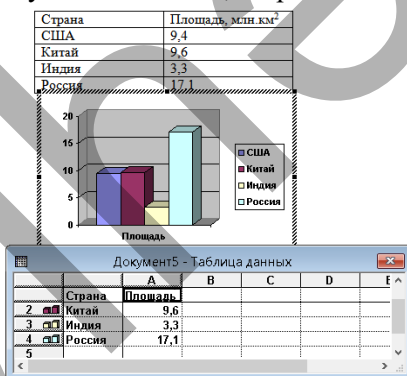 Страна Площадь, млн.км²
США 9,4
Китай 9,6
Индия 3,3
Россия 17,1
20
15
10
5
0
Площадь
США
Китай
Индия
Россия
Документ5 - Таблица данных
A B C D E
Страна Площадь
2 Китай 9,6
3 Индия 3,3
4 Россия 17,1
5